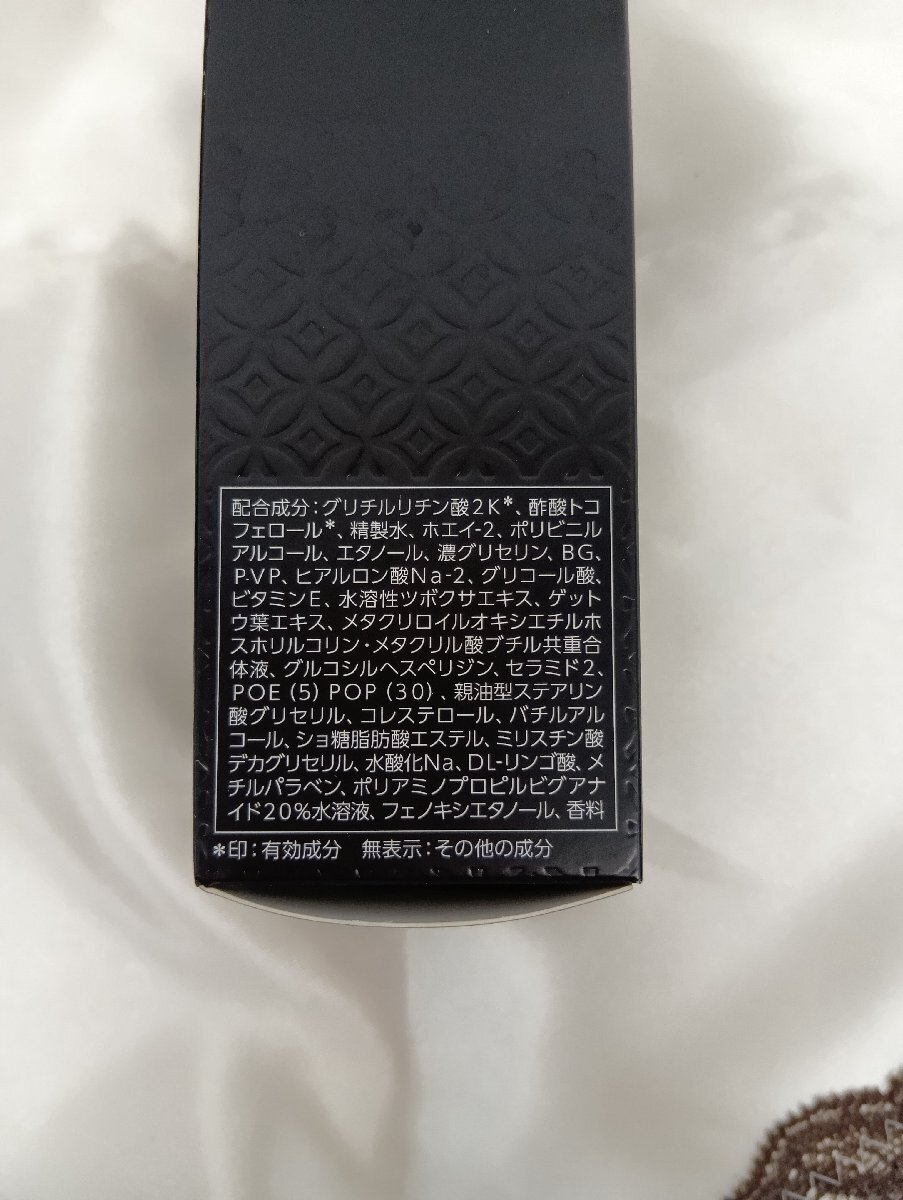 配合成分：グリチルリチン酸2K*、酢酸トコ
フェロール*、精製水、ホエイ-2、ポリビニル
アルコール、エタノール、濃グリセリン、BG、
P.V.P、ヒアルロン酸Na-2、グリコール酸、
ビタミンE、水溶性ツボクサエキス、ゲット
ウ葉エキス、メタクリロイルオキシエチルホ
スホリルコリン・メタクリル酸ブチル共重合
体液、グルコシルヘスペリジン、セラミド2、
POE（5）POP（30）、親油型ステアリン
酸グリセリル、コレステロール、バチルアル
コール、ショ糖脂肪酸エステル、ミリスチン酸
デカグリセリル、水酸化Na、DL-リンゴ酸、メ
チルパラベン、ポリアミノプロピルビグアナ
イド20%水溶液、フェノキシエタノール、香料
*印：有効成分　無表示：その他の成分